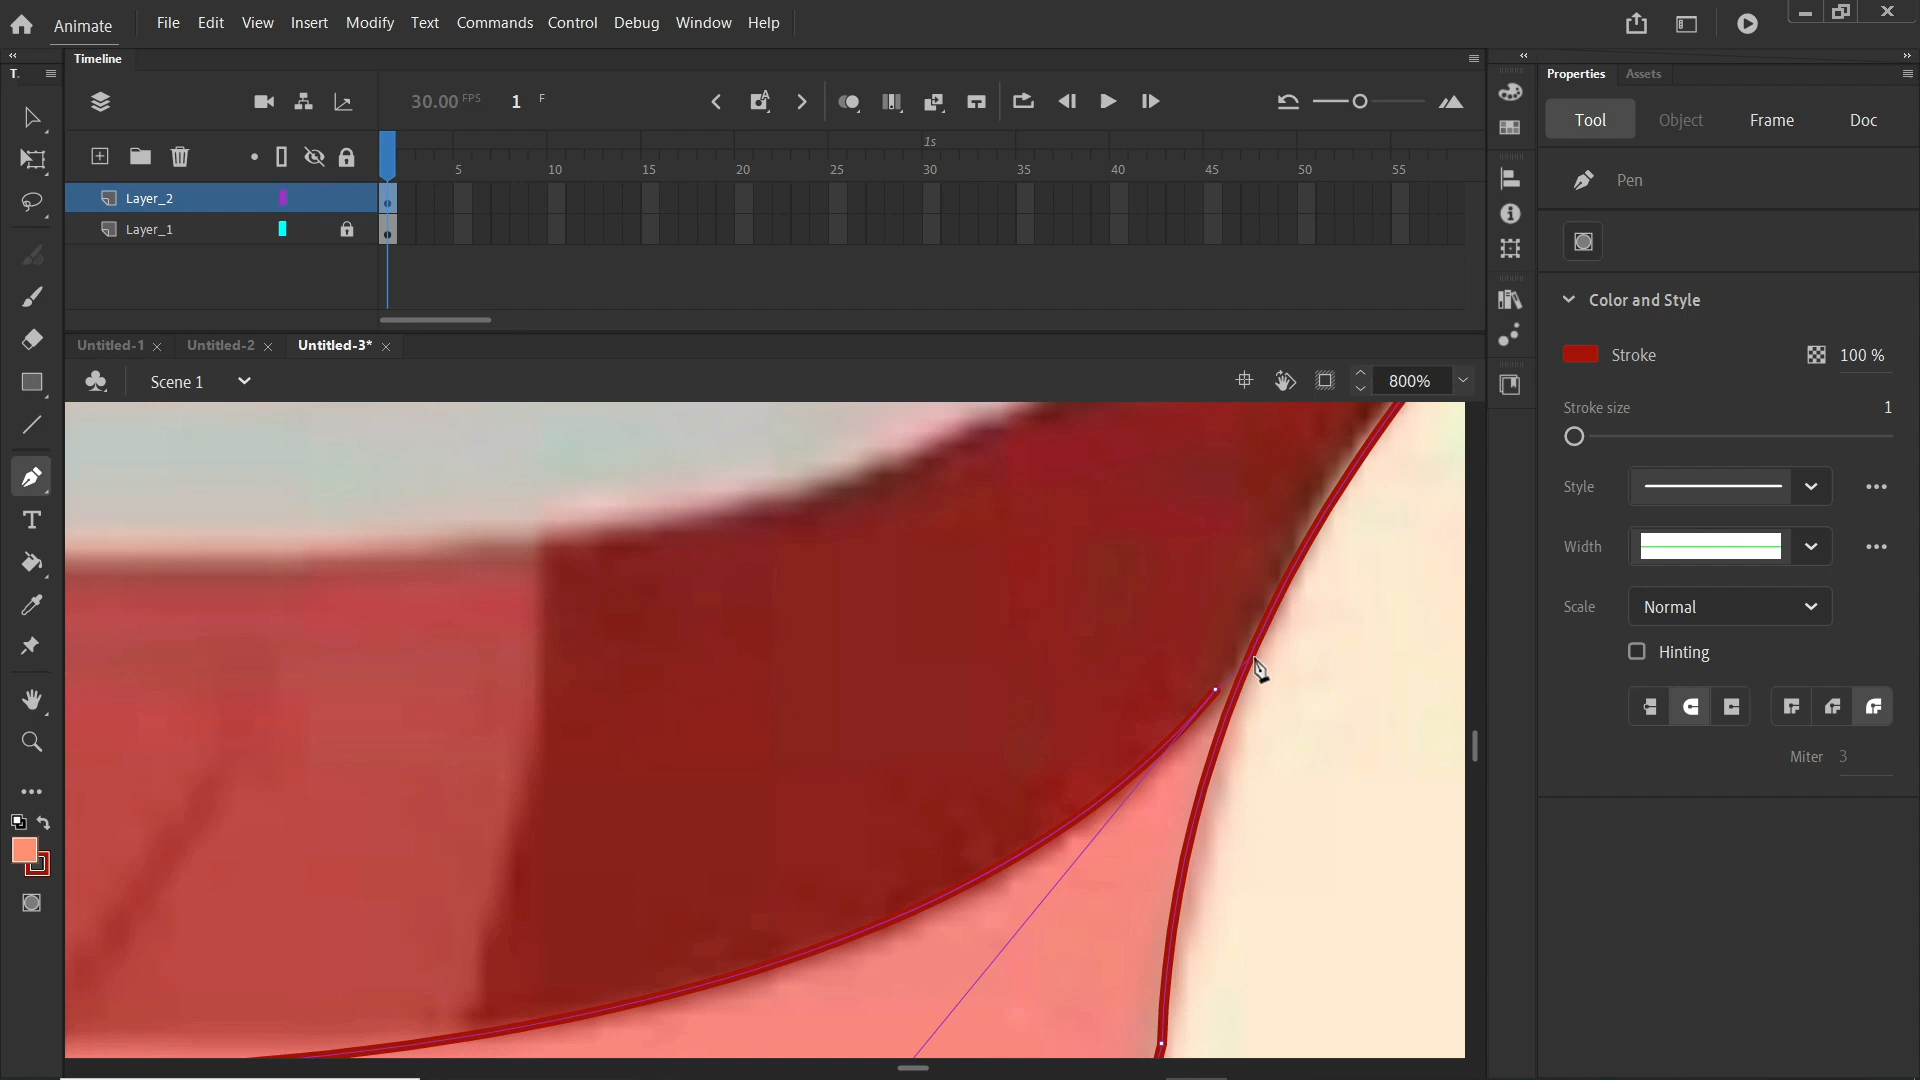 Animate
File Edit View Insert Modify Text Commands Control Debug Window Help
T.
Timeline
30.00 FPS 1 F
1s
5 10 15 20 25 30 35 40 45 50 55
Layer_2
Layer_1
Untitled-1 Untitled-2 Untitled-3*
Scene 1
800%
Properties Assets
Tool Object Frame Doc
Pen
Color and Style
Stroke 100 %
Stroke size 1
Style
Width
Scale Normal
Hinting
Miter 3